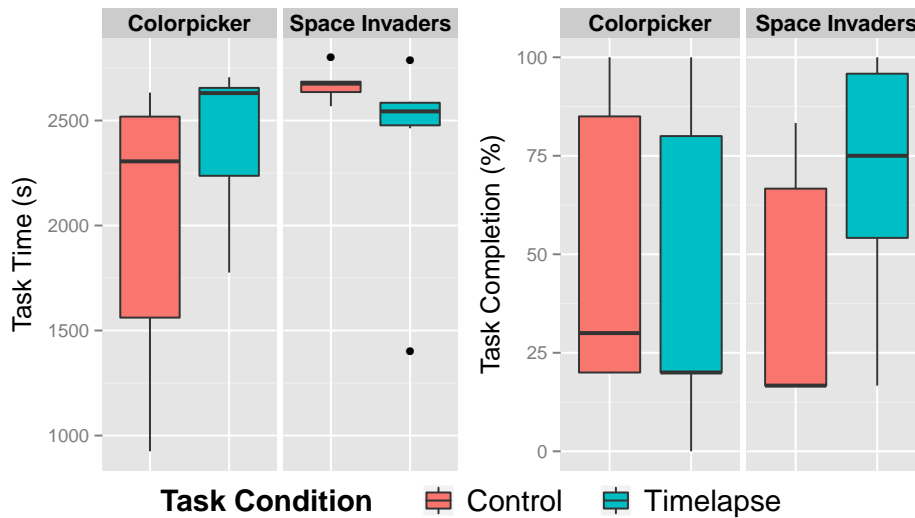 Colorpicker Space Invaders
Task Time (s)
2500
2000
1500
1000
Colorpicker Space Invaders
Task Completion (%)
100
75
50
25
0
Task Condition Control Timelapse